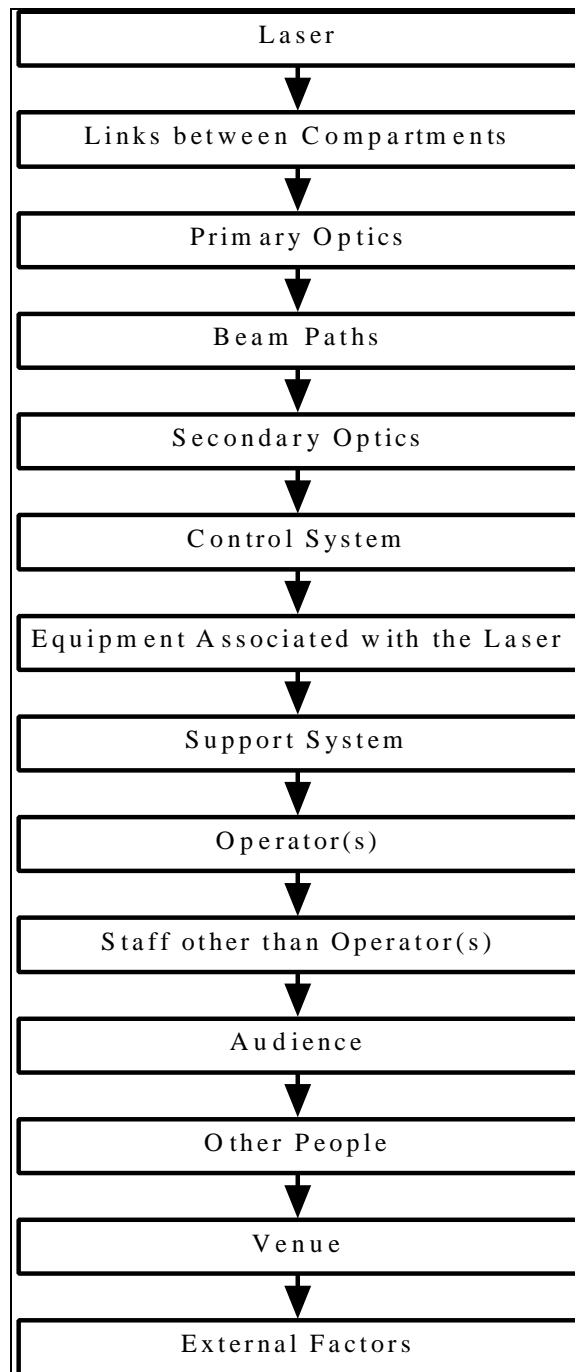 Laser
Links between Compartments
Primary Optics
Beam Paths
Secondary Optics
Control System
Equipment Associated with the Laser
Support System
Operator(s)
Staff other than Operator(s)
Audience
Other People
Venue
External Factors